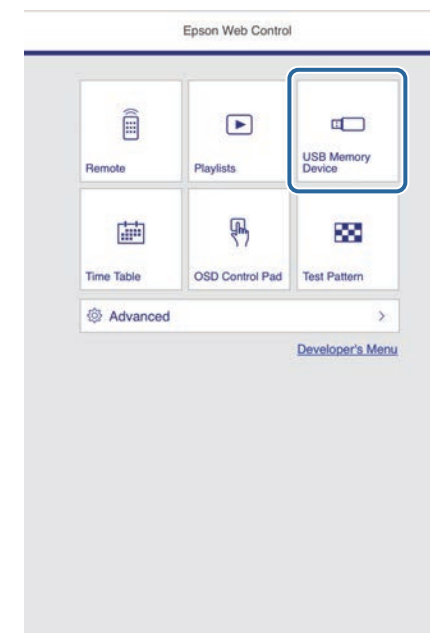 Epson Web Control
Remote
Playlists
USB Memory
Device
Time Table
OSD Control Pad
Test Pattern
Advanced
Developer's Menu